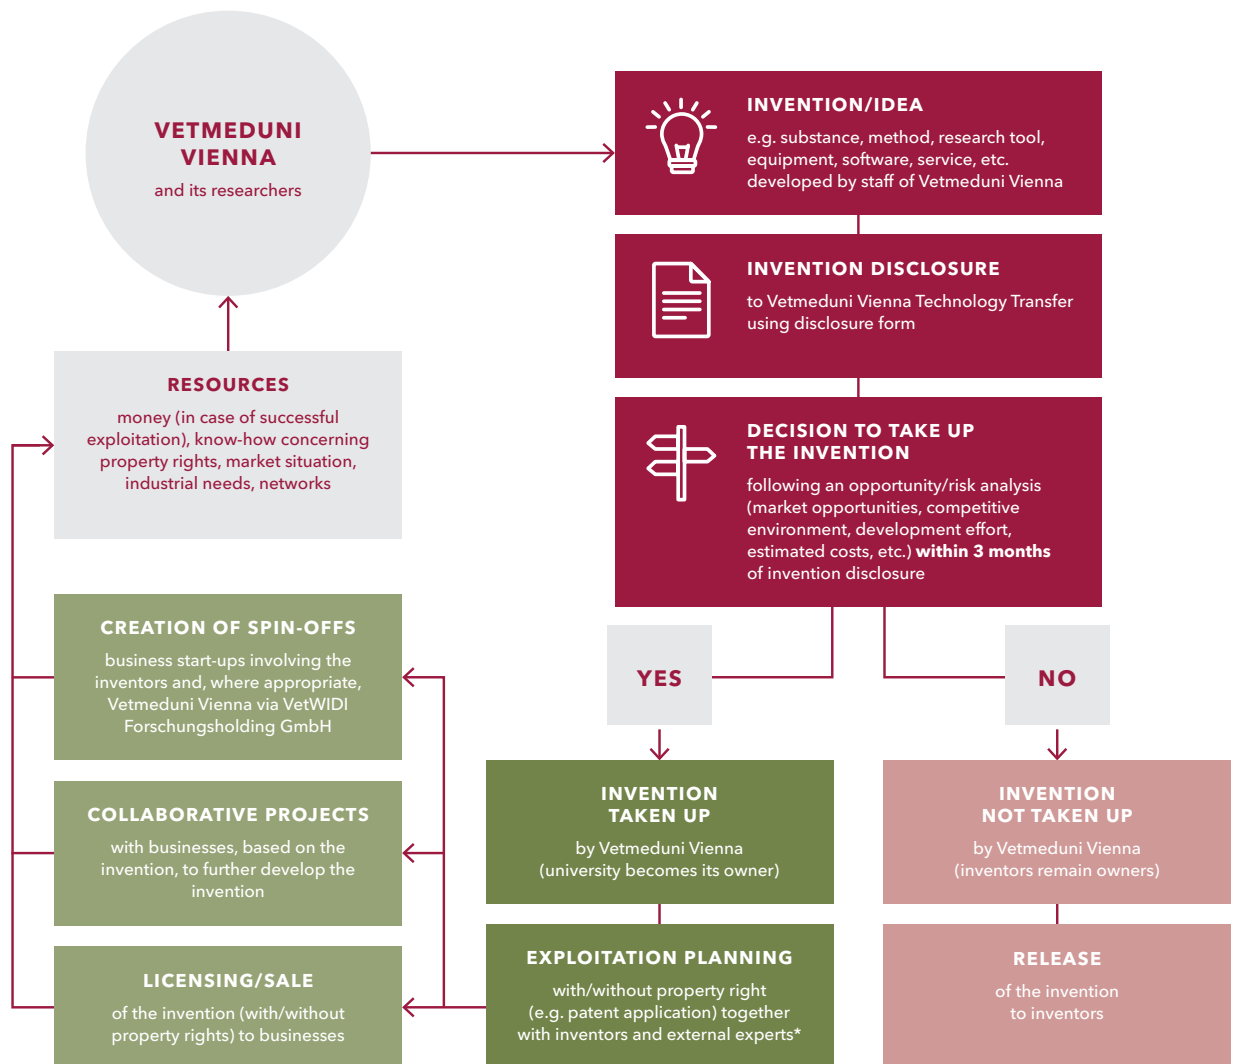 VETMEDUNI
VIENNA
and its researchers
INVENTION/IDEA
e.g. substance, method, research tool,
equipment, software, service, etc.
developed by staff of Vetmeduni Vienna
INVENTION DISCLOSURE
to Vetmeduni Vienna Technology Transfer
using disclosure form
DECISION TO TAKE UP
THE INVENTION
following an opportunity/risk analysis
(market opportunities, competitive
environment, development effort,
estimated costs, etc.) within 3 months
of invention disclosure
YES
NO
INVENTION
TAKEN UP
by Vetmeduni Vienna
(university becomes its owner)
INVENTION
NOT TAKEN UP
by Vetmeduni Vienna
(inventors remain owners)
EXPLOITATION PLANNING
with/without property right
(e.g. patent application) together
with inventors and external experts*
RELEASE
of the invention
to inventors
RESOURCES
money (in case of successful
exploitation), know-how concerning
property rights, market situation,
industrial needs, networks
CREATION OF SPIN-OFFS
business start-ups involving the
inventors and, where appropriate,
Vetmeduni Vienna via VetWIDI
Forschungsholding GmbH
COLLABORATIVE PROJECTS
with businesses, based on the
invention, to further develop the
invention
LICENSING/SALE
of the invention (with/without
property rights) to businesses